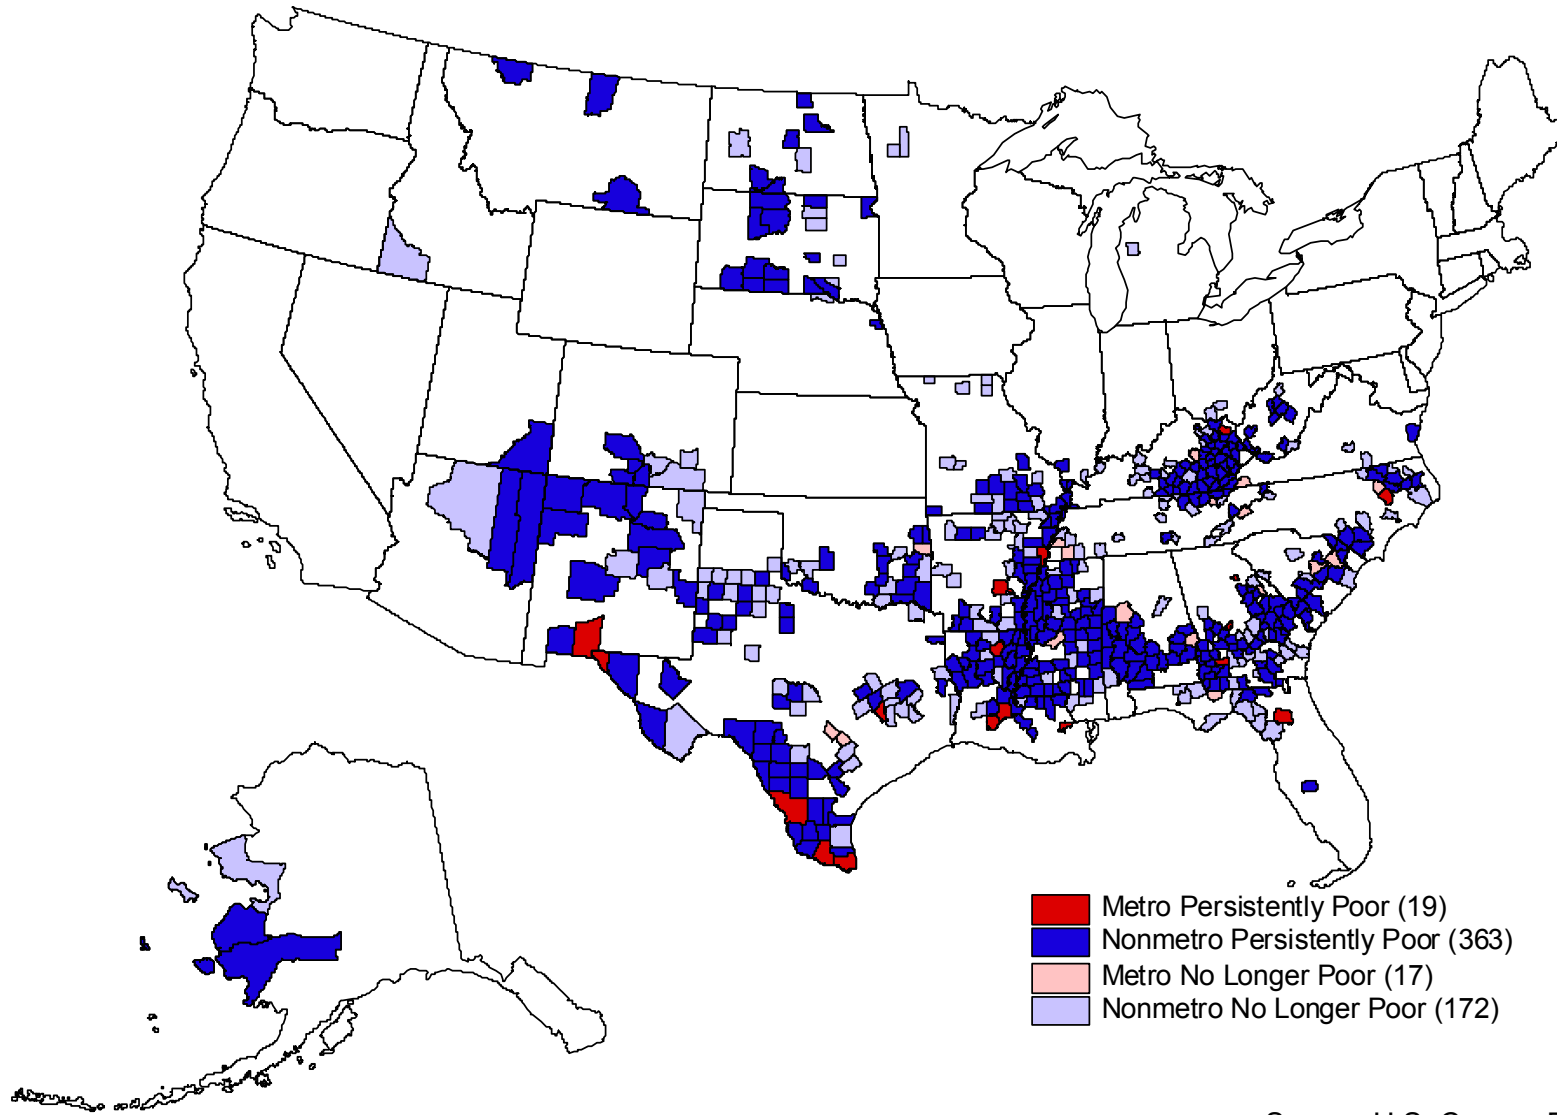 Metro Persistently Poor (19)
Nonmetro Persistently Poor (363)
Metro No Longer Poor (17)
Nonmetro No Longer Poor (172)